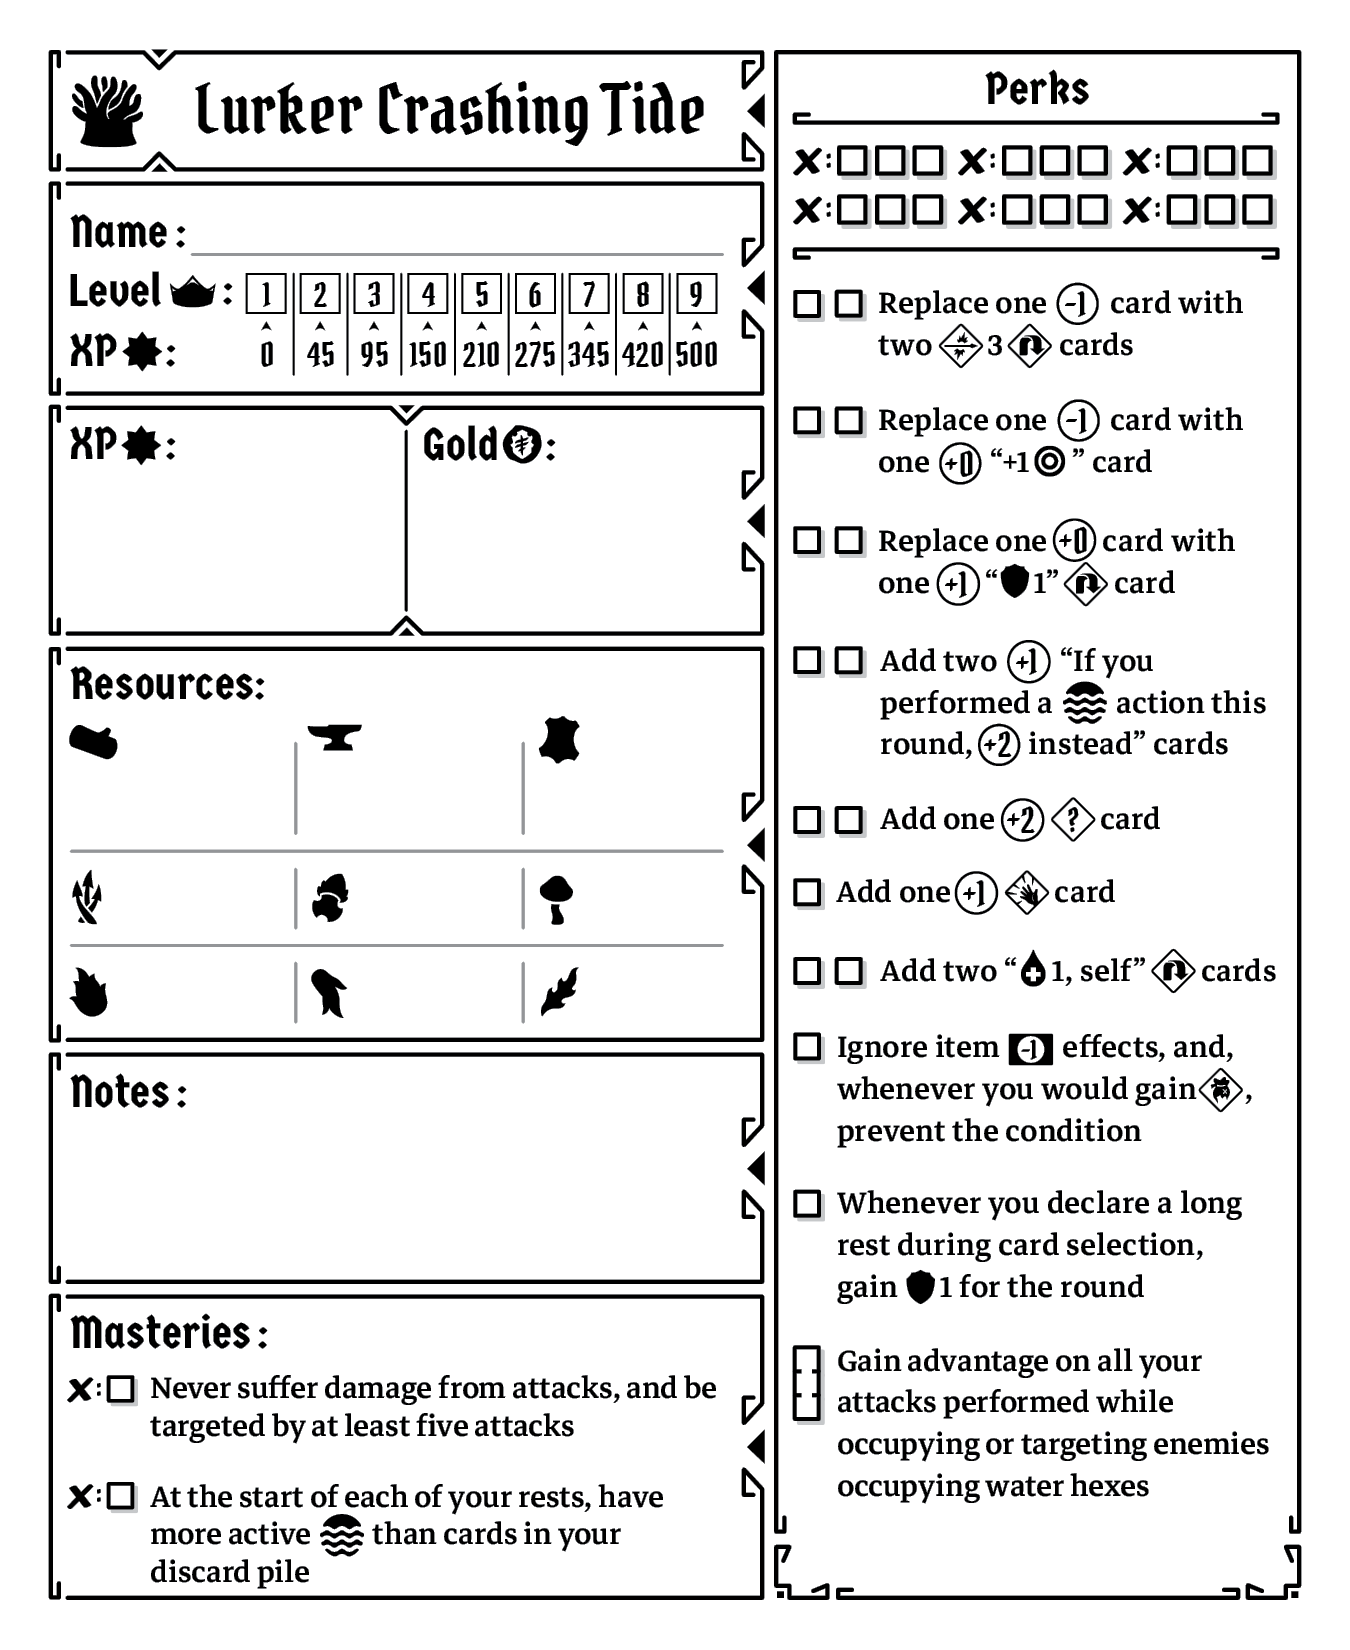 Lurker Crashing Tide
Name:
Level : 1 2 3 4 5 6 7 8 9
XP : 0 45 95 150 210 275 345 420 500
XP :
Gold :
Resources:
Notes:
Masteries:
Never suffer damage from attacks, and be
targeted by at least five attacks
At the start of each of your rests, have
more active than cards in your
discard pile
Perks
Replace one -1 card with
two 3 cards
Replace one -1 card with
one +0 “+1 ” card
Replace one +0 card with
one +1 “ 1” card
Add two +1 “If you
performed a action this
round, +2 instead” cards
Add one +2 ? card
Add one +1 card
Add two “ 1, self” cards
Ignore item -1 effects, and,
whenever you would gain ,
prevent the condition
Whenever you declare a long
rest during card selection,
gain 1 for the round
Gain advantage on all your
attacks performed while
occupying or targeting enemies
occupying water hexes